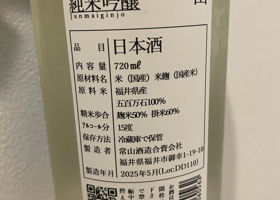 純米吟醸
Junmaiginjo
品目 日本酒
内容量 720㎖
原材料名 米(国産) 米麹(国産米)
原料米 福井県産
五百万石100%
精米歩合 麹米50% 掛米60%
アルコール分 15度
保存方法 冷蔵庫で保管
製造者 常山酒造合資会社
福井県福井市御幸1-19-10
製造年月 2025年5月(Lot:DD110)